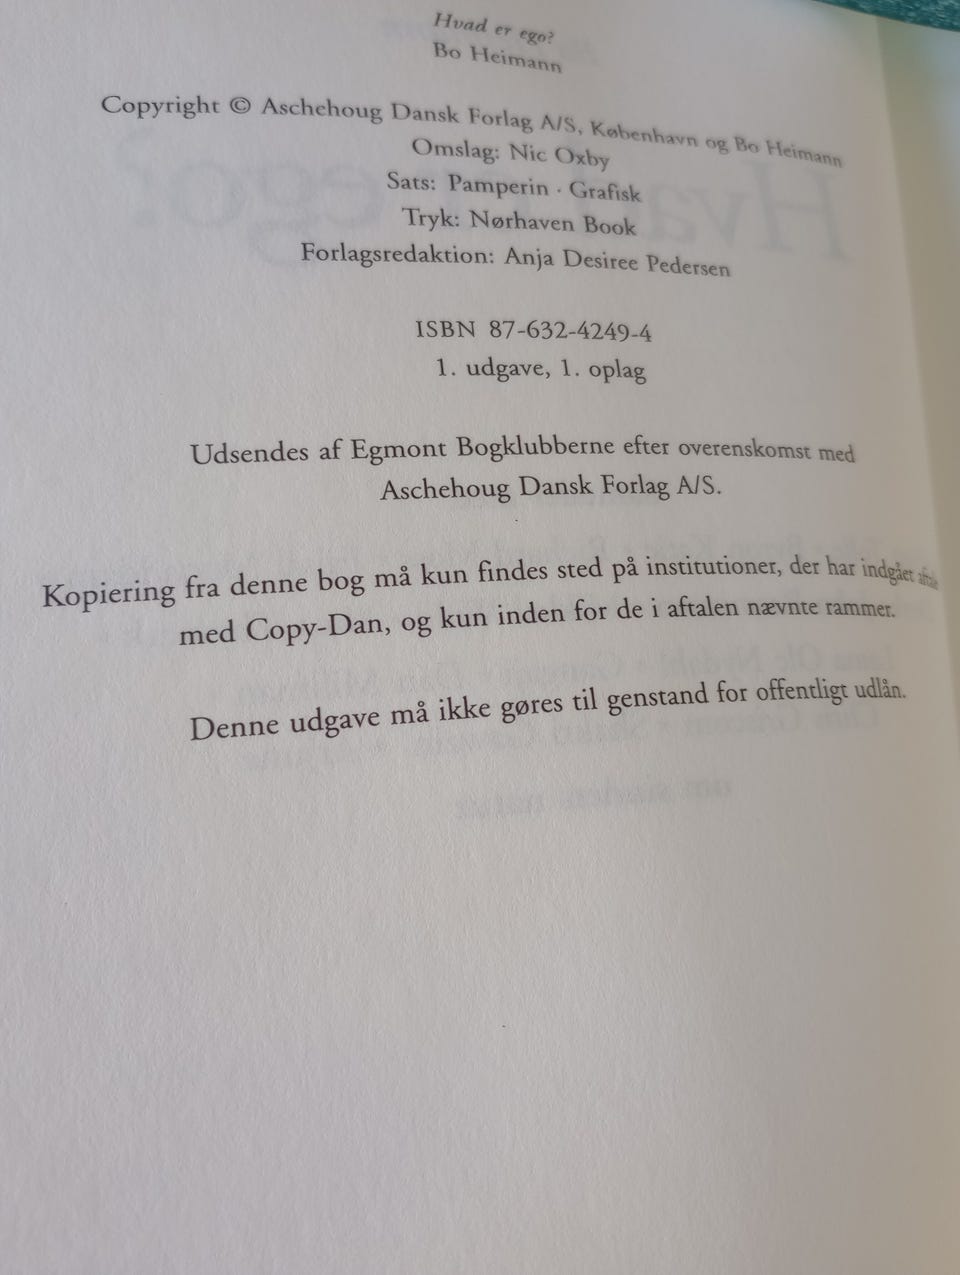 Hvad er ego?
Bo Heimann
Copyright © Aschehoug Dansk Forlag A/S, København og Bo Heimann
Omslag: Nic Oxby
Sats: Pamperin · Grafisk
Tryk: Nørhaven Book
Forlagsredaktion: Anja Desiree Pedersen
ISBN 87-632-4249-4
1. udgave, 1. oplag
Udsendes af Egmont Bogklubberne efter overenskomst med
Aschehoug Dansk Forlag A/S.
Kopiering fra denne bog må kun findes sted på institutioner, der har indgået aftale
med Copy-Dan, og kun inden for de i aftalen nævnte rammer.
Denne udgave må ikke gøres til genstand for offentligt udlån.